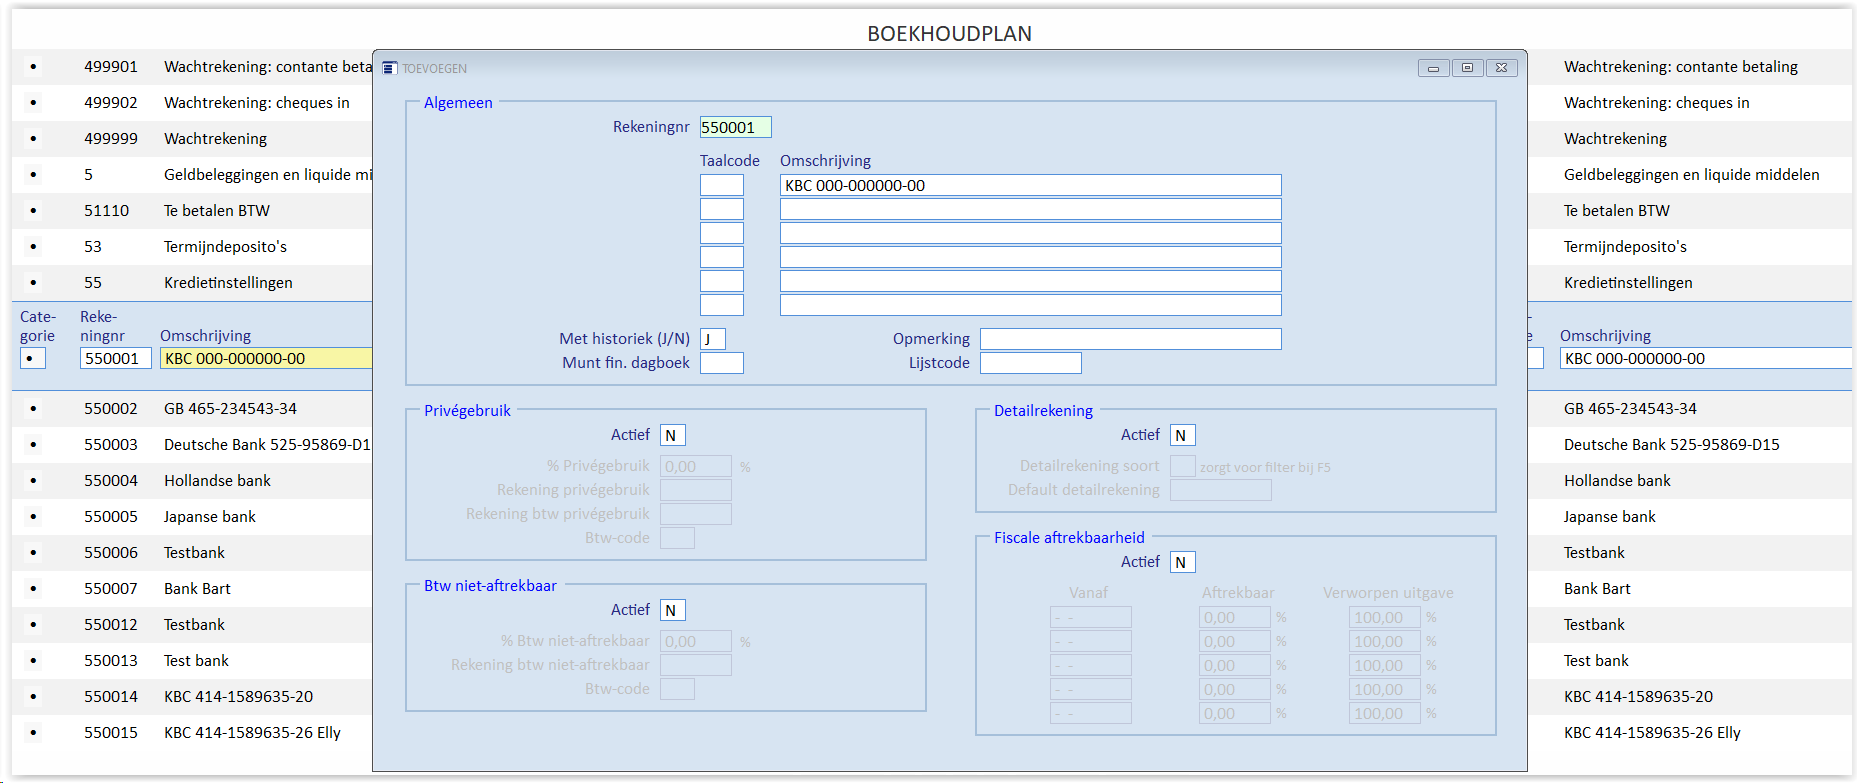 BOEKHOUDPLAN
• 499901 Wachtrekening: contante beta
• 499902 Wachtrekening: cheques in
• 499999 Wachtrekening
• 5 Geldbeleggingen en liquide mi
• 51110 Te betalen BTW
• 53 Termijndeposito's
• 55 Kredietinstellingen
Cate- Reke-
gorie ningnr Omschrijving
• 550001 KBC 000-000000-00
• 550002 GB 465-234543-34
• 550003 Deutsche Bank 525-95869-D1
• 550004 Hollandse bank
• 550005 Japanse bank
• 550006 Testbank
• 550007 Bank Bart
• 550012 Testbank
• 550013 Test bank
• 550014 KBC 414-1589635-20
• 550015 KBC 414-1589635-26 Elly
TOEVOEGEN
Algemeen
Rekeningnr 550001
Taalcode Omschrijving
KBC 000-000000-00
Met historiek (J/N) J Opmerking
Munt fin. dagboek Lijstcode
Privégebruik
Actief N
% Privégebruik 0,00 %
Rekening privégebruik
Rekening btw privégebruik
Btw-code
Btw niet-aftrekbaar
Actief N
% Btw niet-aftrekbaar 0,00 %
Rekening btw niet-aftrekbaar
Btw-code
Detailrekening
Actief N
Detailrekening soort zorgt voor filter bij F5
Default detailrekening
Fiscale aftrekbaarheid
Actief N
Vanaf Aftrekbaar Verworpen uitgave
- - 0,00 % 100,00 %
- - 0,00 % 100,00 %
- - 0,00 % 100,00 %
- - 0,00 % 100,00 %
- - 0,00 % 100,00 %
Wachtrekening: contante betaling
Wachtrekening: cheques in
Wachtrekening
Geldbeleggingen en liquide middelen
Te betalen BTW
Termijndeposito's
Kredietinstellingen
-
e Omschrijving
KBC 000-000000-00
GB 465-234543-34
Deutsche Bank 525-95869-D15
Hollandse bank
Japanse bank
Testbank
Bank Bart
Testbank
Test bank
KBC 414-1589635-20
KBC 414-1589635-26 Elly